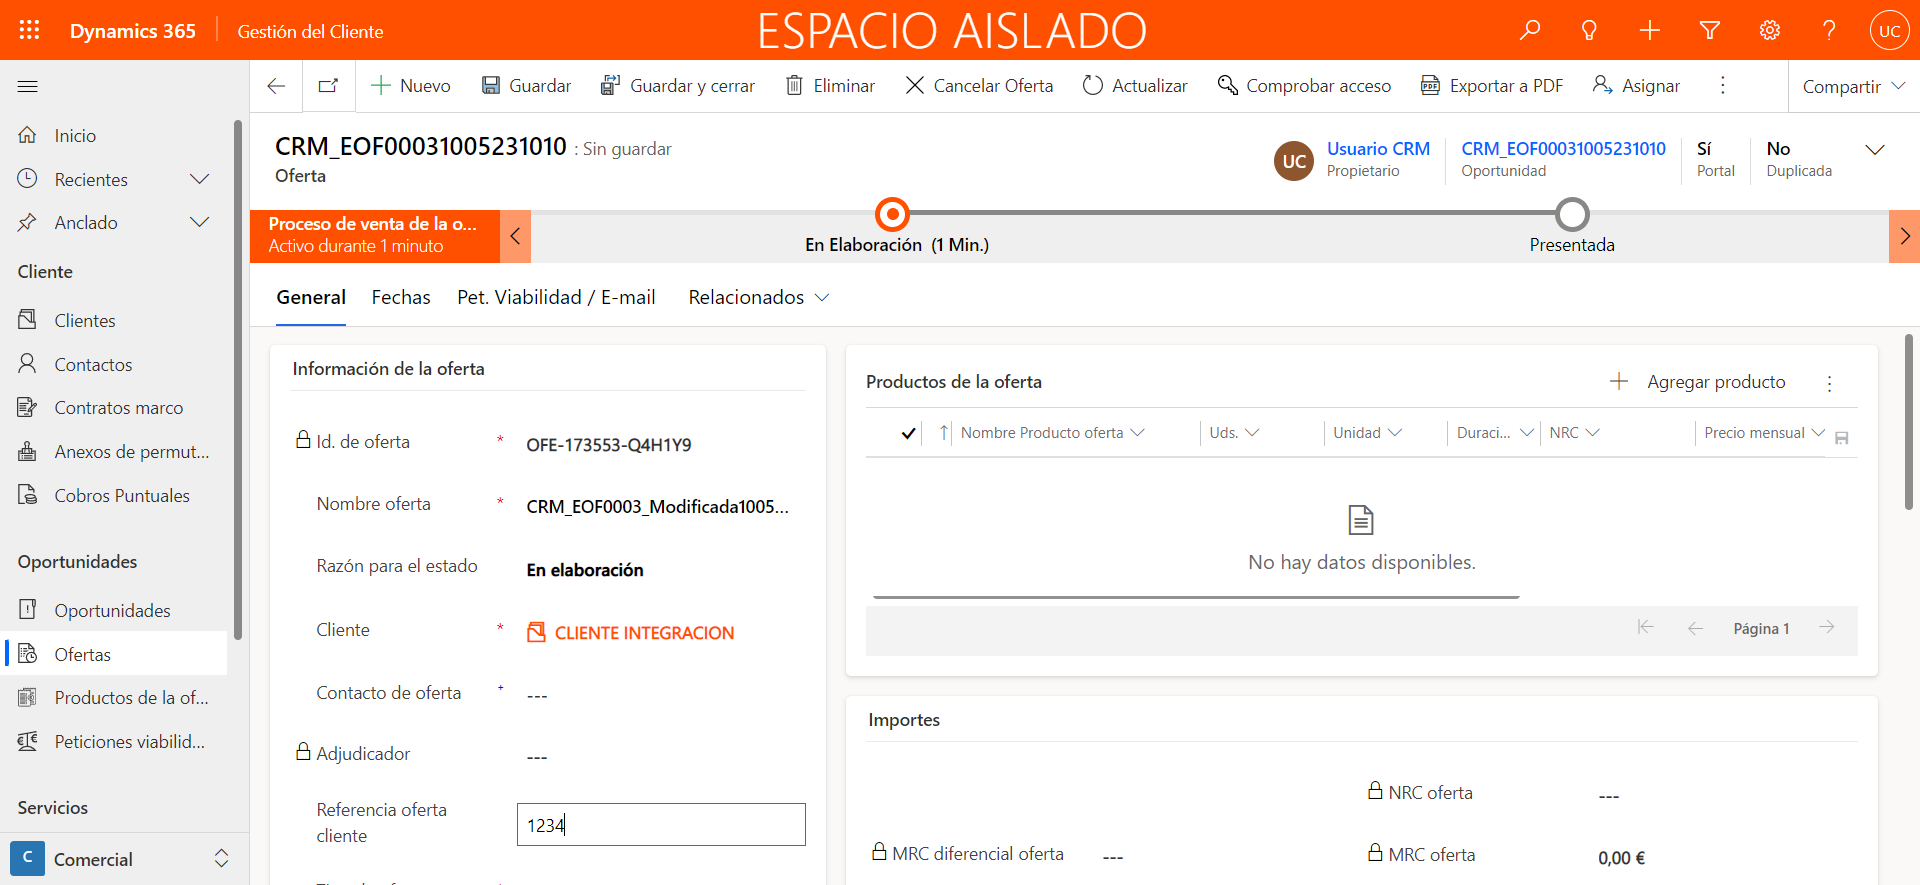 Dynamics 365
Gestión del Cliente
ESPACIO AISLADO
UC
Nuevo
Guardar
Guardar y cerrar
Eliminar
Cancelar Oferta
Actualizar
Comprobar acceso
Exportar a PDF
Asignar
Compartir
Inicio
Recientes
Anclado
Cliente
Clientes
Contactos
Contratos marco
Anexos de permut...
Cobros Puntuales
Oportunidades
Oportunidades
Ofertas
Productos de la of...
Peticiones viabilid...
Servicios
C
Comercial
CRM_EOF00031005231010 : Sin guardar
Oferta
UC
Usuario CRM
Propietario
CRM_EOF00031005231010
Oportunidad
Sí
Portal
No
Duplicada
Proceso de venta de la o...
Activo durante 1 minuto
En Elaboración (1 Min.)
Presentada
General
Fechas
Pet. Viabilidad / E-mail
Relacionados
Información de la oferta
Id. de oferta * OFE-173553-Q4H1Y9
Nombre oferta * CRM_EOF0003_Modificada1005...
Razón para el estado En elaboración
Cliente * CLIENTE INTEGRACION
Contacto de oferta + ---
Adjudicador ---
Referencia oferta
cliente
1234
Productos de la oferta
Agregar producto
Nombre Producto oferta
Uds.
Unidad
Duraci...
NRC
Precio mensual
No hay datos disponibles.
Página 1
Importes
NRC oferta ---
MRC diferencial oferta ---
MRC oferta 0,00 €